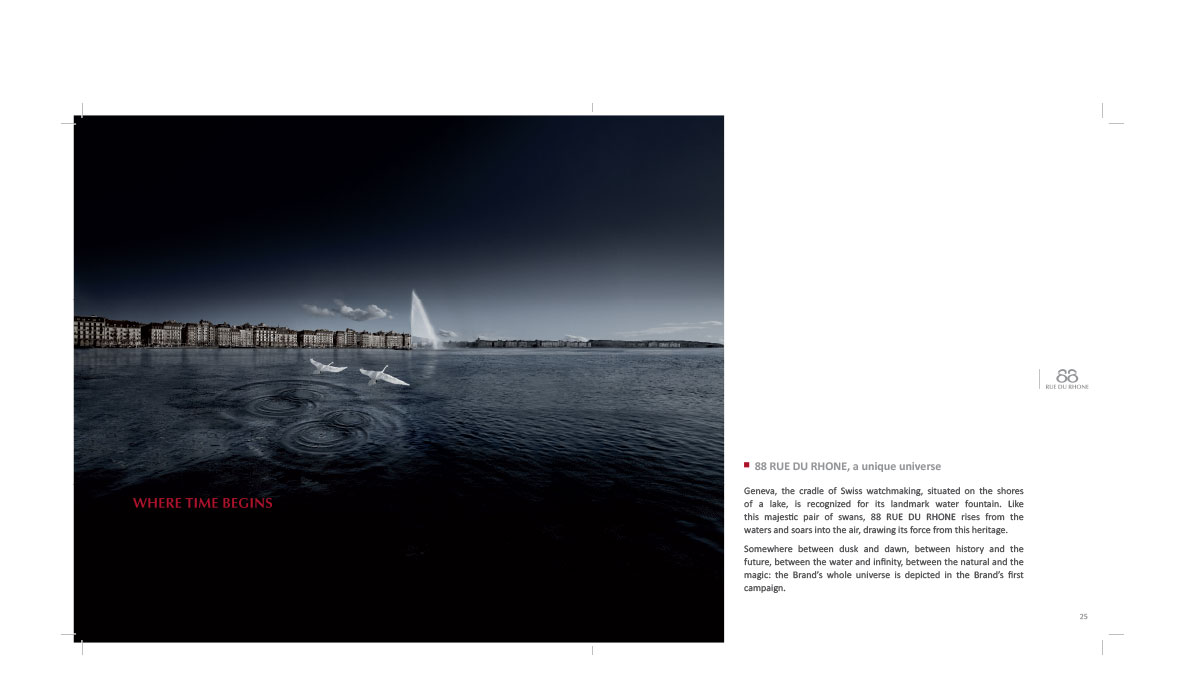 WHERE TIME BEGINS
88
RUE DU RHONE
88 RUE DU RHONE, a unique universe
Geneva, the cradle of Swiss watchmaking, situated on the shores
of a lake, is recognized for its landmark water fountain. Like
this majestic pair of swans, 88 RUE DU RHONE rises from the
waters and soars into the air, drawing its force from this heritage.
Somewhere between dusk and dawn, between history and the
future, between the water and infinity, between the natural and the
magic: the Brand's whole universe is depicted in the Brand's first
campaign.
25